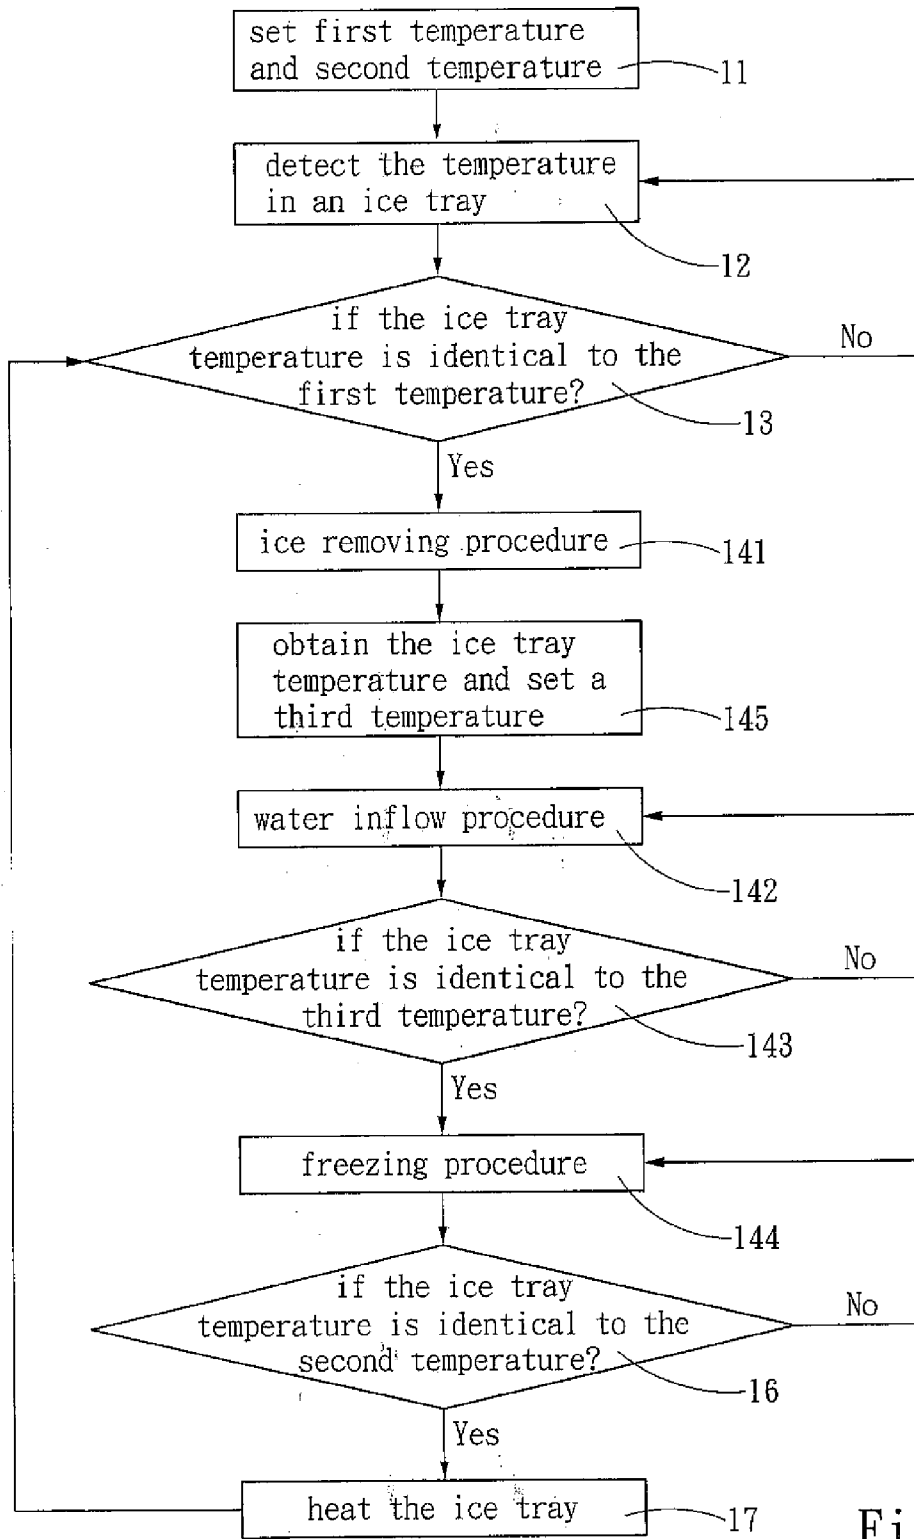 set first temperature
and second temperature
11
detect the temperature
in an ice tray
12
if the ice tray
temperature is identical to the
first temperature?
No
13
Yes
ice removing procedure
141
obtain the ice tray
temperature and set a
third temperature
145
water inflow procedure
142
if the ice tray
temperature is identical to the
third temperature?
No
143
Yes
freezing procedure
144
if the ice tray
temperature is identical to the
second temperature?
No
16
Yes
heat the ice tray
17